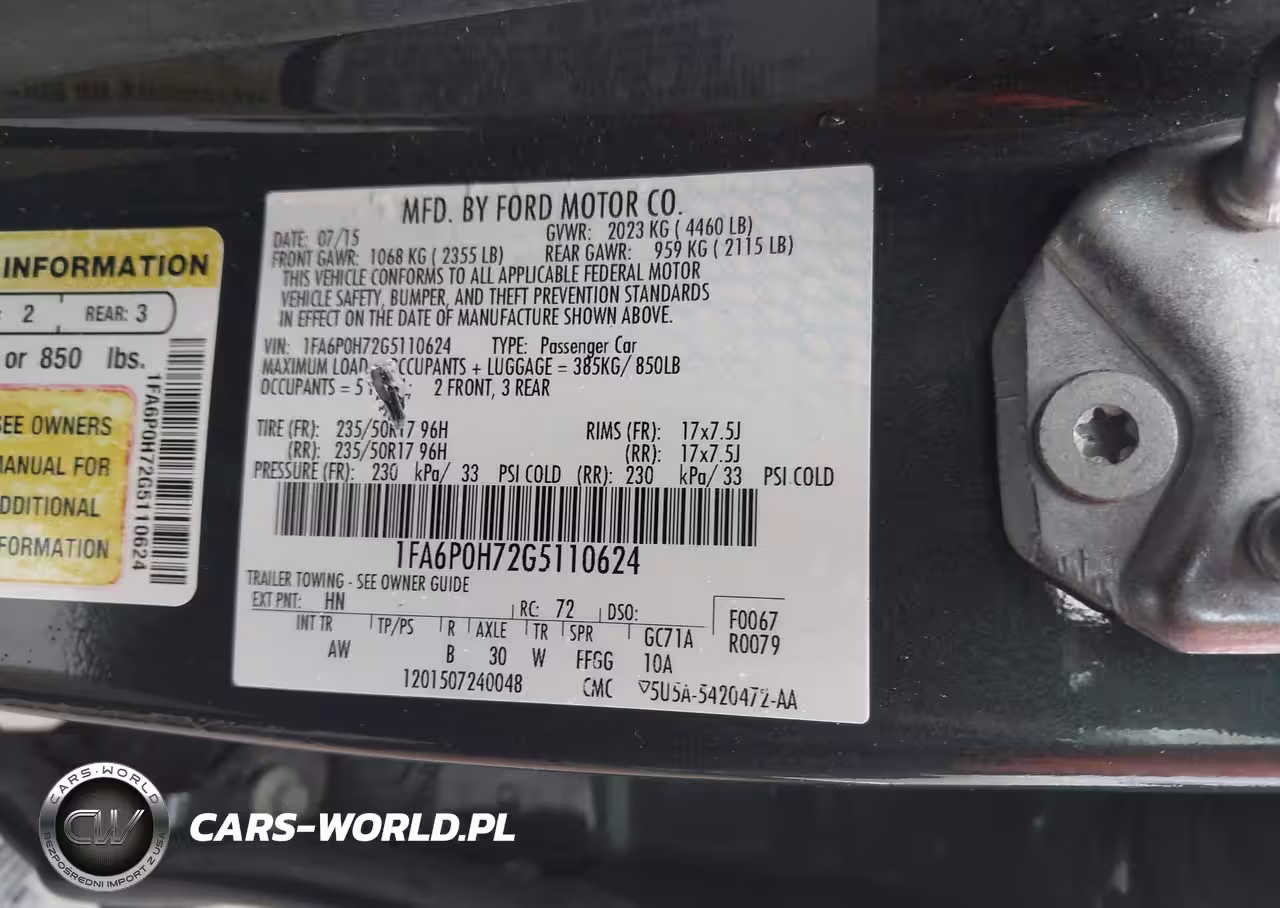 INFORMATION
2 REAR: 3
or 850 lbs.
SEE OWNERS
MANUAL FOR
ADDITIONAL
INFORMATION
1FA6P0H72G5110624
MFD. BY FORD MOTOR CO.
DATE: 07/15 GVWR: 2023 KG ( 4460 LB)
FRONT GAWR: 1068 KG ( 2355 LB) REAR GAWR: 959 KG ( 2115 LB)
THIS VEHICLE CONFORMS TO ALL APPLICABLE FEDERAL MOTOR
VEHICLE SAFETY, BUMPER, AND THEFT PREVENTION STANDARDS
IN EFFECT ON THE DATE OF MANUFACTURE SHOWN ABOVE.
VIN: 1FA6P0H72G5110624 TYPE: Passenger Car
MAXIMUM LOAD OCCUPANTS + LUGGAGE = 385KG/ 850LB
OCCUPANTS = 5 : 2 FRONT, 3 REAR
TIRE (FR): 235/50R17 96H RIMS (FR): 17x7.5J
(RR): 235/50R17 96H (RR): 17x7.5J
PRESSURE (FR): 230 kPa/ 33 PSI COLD (RR): 230 kPa/ 33 PSI COLD
1FA6P0H72G5110624
TRAILER TOWING - SEE OWNER GUIDE
EXT PNT: HN RC: 72 DSO: F0067
INT TR TP/PS R AXLE TR SPR GC71A R0079
AW B 30 W FFGG 10A
1201507240048 CMC ▽5U5A-5420472-AA
CARS-WORLD
CW
BEZPOŚREDNI IMPORT Z USA
CARS-WORLD.PL